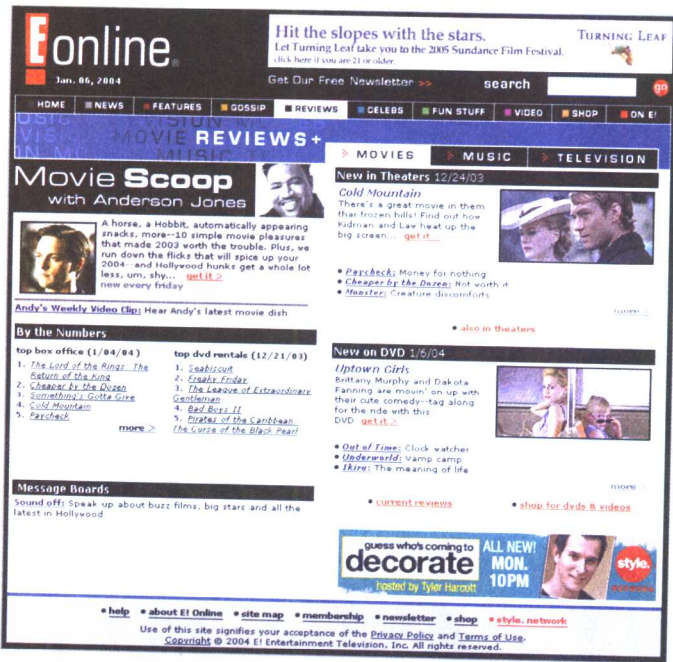 E! online
Jan. 06, 2004
Hit the slopes with the stars.
Let Turning Leaf take you to the 2005 Sundance Film Festival.
click here if you are 21 or older.
TURNING LEAF
Get Our Free Newsletter >>
search
go
HOME
NEWS
FEATURES
GOSSIP
REVIEWS
CELEBS
FUN STUFF
VIDEO
SHOP
ON E!
MOVIE REVIEWS+
MUSIC
MOVIES
MUSIC
TELEVISION
Movie Scoop
with Anderson Jones
A horse, a Hobbit, automatically appearing
snacks, more--10 simple movie pleasures
that made 2003 worth the trouble. Plus, we
run down the flicks that will spice up your
2004--and Hollywood hunks get a whole lot
less, um, shy... get it >
new every friday
Andy's Weekly Video Clip: Hear Andy's latest movie dish
By the Numbers
top box office (1/04/04)
1. The Lord of the Rings: The
Return of the King
2. Cheaper by the Dozen
3. Something's Gotta Give
4. Cold Mountain
5. Paycheck
more >
top dvd rentals (12/21/03)
1. Seabiscuit
2. Freaky Friday
3. The League of Extraordinary
Gentleman
4. Bad Boys II
5. Pirates of the Caribbean:
The Curse of the Black Pearl
Message Boards
Sound off: Speak up about buzz films, big stars and all the
latest in Hollywood
New in Theaters 12/24/03
Cold Mountain
There's a great movie in them
thar frozen hills! Find out how
Kidman and Law heat up the
big screen... get it >
Paycheck: Money for nothing
Cheaper by the Dozen: Not worth it
Monster: Creature discomforts
more >
also in theaters
New on DVD 1/6/04
Uptown Girls
Brittany Murphy and Dakota
Fanning are movin' on up with
their cute comedy--tag along
for the ride with this
DVD get it >
Out of Time: Clock watcher
Underworld: Vamp camp
Ikiru: The meaning of life
more >
current reviews
shop for dvds & videos
guess who's coming to
decorate
hosted by Tyler Harcott
ALL NEW!
MON.
10PM
style.
help
about E! Online
site map
membership
newsletter
shop
style. network
Use of this site signifies your acceptance of the Privacy Policy and Terms of Use.
Copyright © 2004 E! Entertainment Television, Inc. All rights reserved.